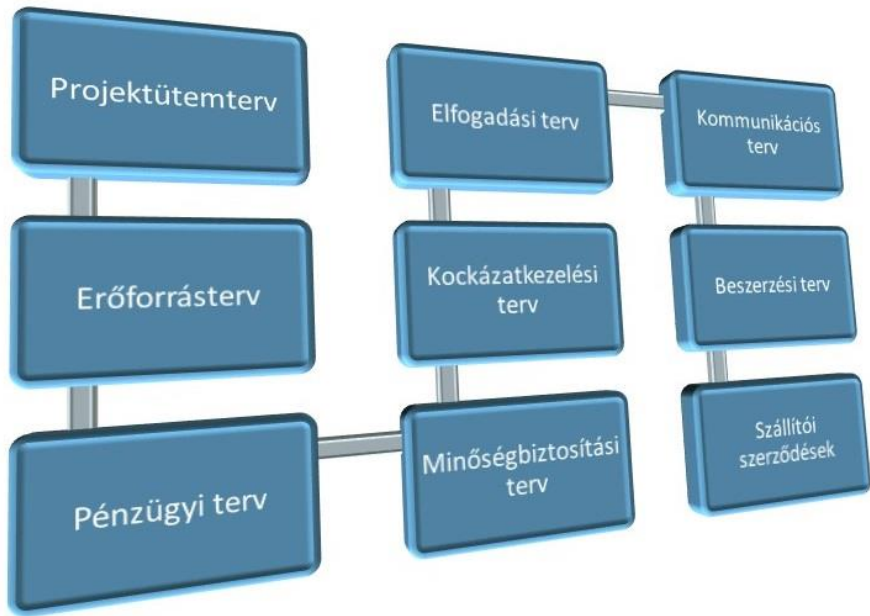 Projektütemterv
Erőforrásterv
Pénzügyi terv
Minőségbiztosítási
terv
Kockázatkezelési
terv
Elfogadási terv
Kommunikációs
terv
Beszerzési terv
Szállítói
szerződések